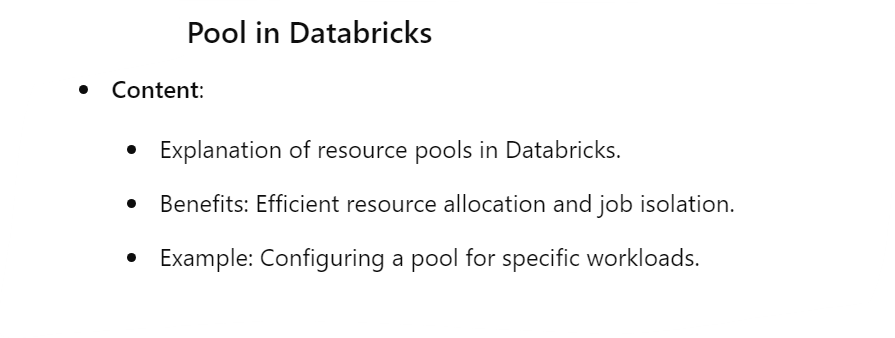 Pool in Databricks
• Content:
• Explanation of resource pools in Databricks.
• Benefits: Efficient resource allocation and job isolation.
• Example: Configuring a pool for specific workloads.